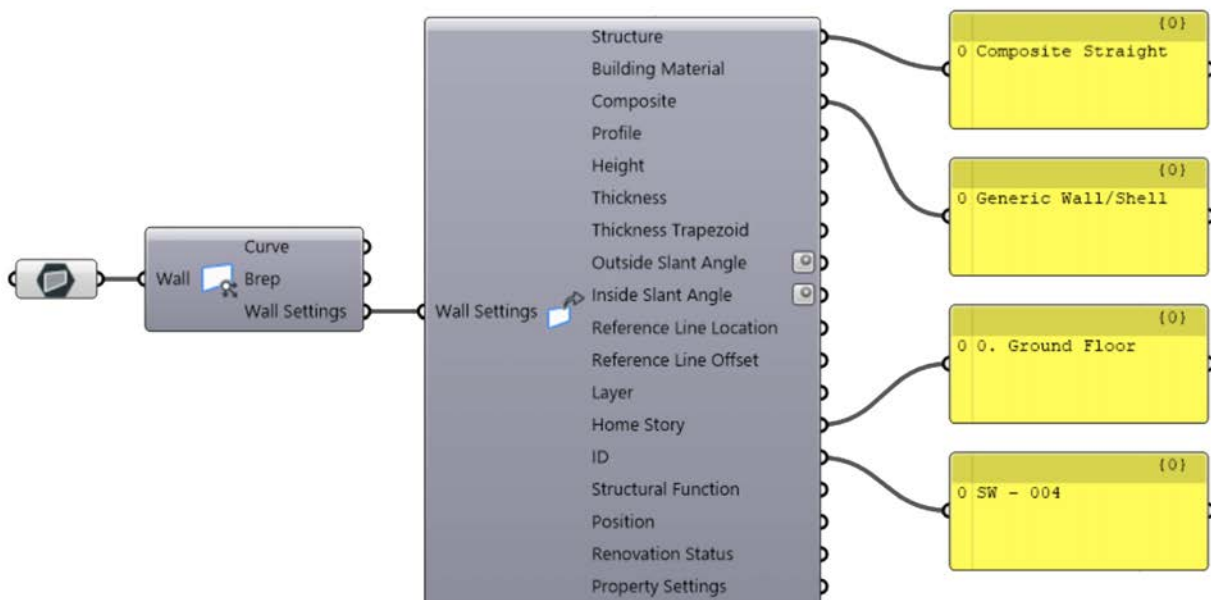 Wall
Curve
Brep
Wall Settings
Wall Settings
Structure
Building Material
Composite
Profile
Height
Thickness
Thickness Trapezoid
Outside Slant Angle
Inside Slant Angle
Reference Line Location
Reference Line Offset
Layer
Home Story
ID
Structural Function
Position
Renovation Status
Property Settings
{0}
0 Composite Straight
{0}
0 Generic Wall/Shell
{0}
0 0. Ground Floor
{0}
0 SW - 004